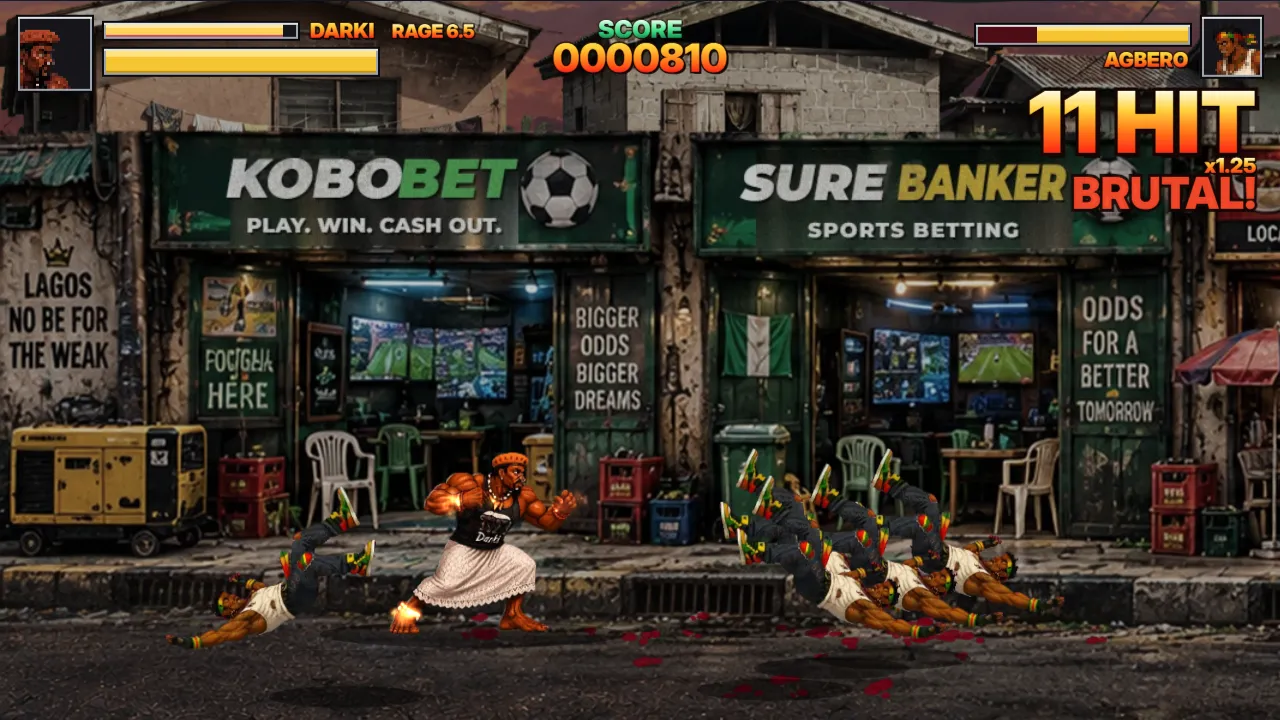 DARKI RAGE 6.5
SCORE
0000810
AGBERO
11 HIT
x1.25
BRUTAL!
KOBOBET
PLAY. WIN. CASH OUT.
SURE BANKER
SPORTS BETTING
LAGOS
NO BE FOR
THE WEAK
HERE
BIGGER
ODDS
BIGGER
DREAMS
ODDS
FOR A
BETTER
TOMORROW
Darki